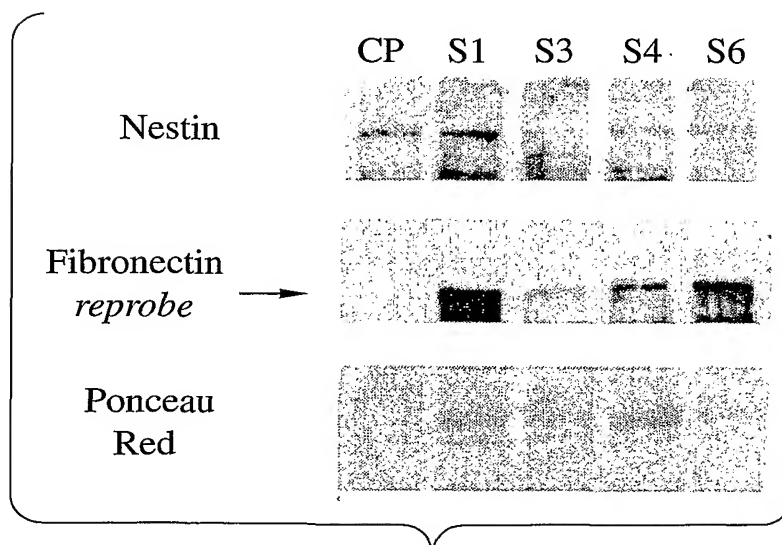 CP S1 S3 S4 S6
Nestin
Fibronectin
reprobe
Ponceau
Red